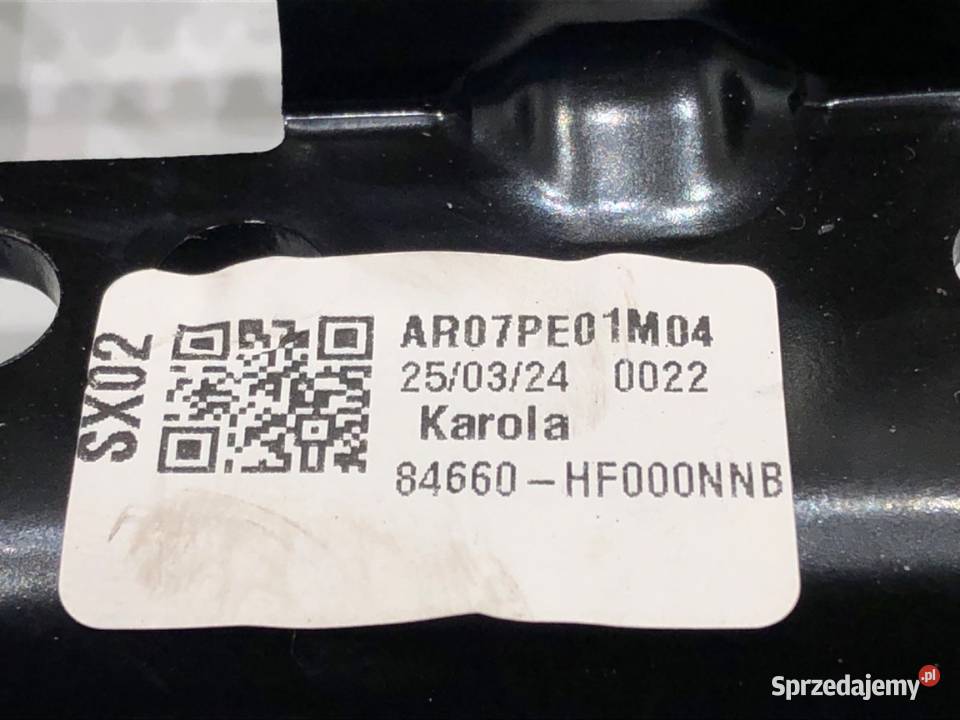 SX02
AR07PE01M04
25/03/24 0022
Karola
84660-HF000NNB
Sprzedajemy.pl